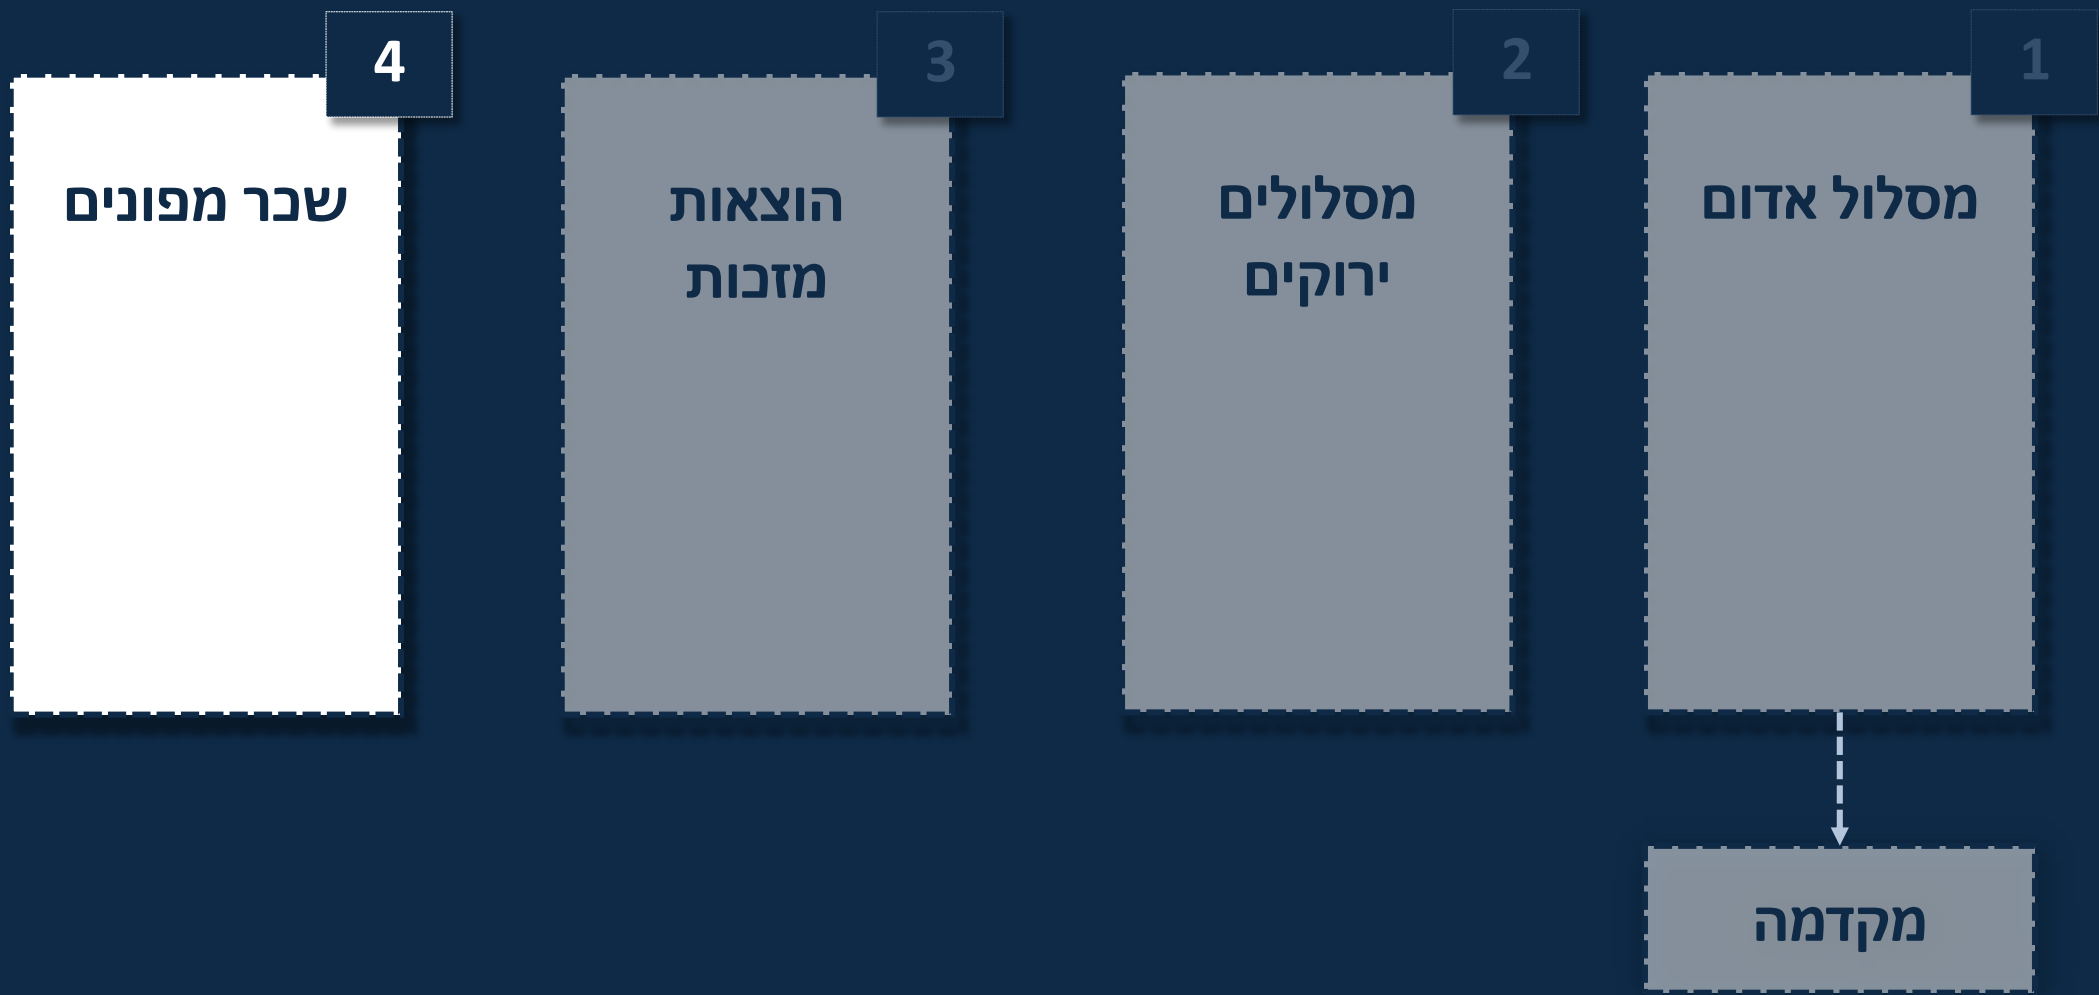 1
מסלול אדום
מקדמה
2
מסלולים
ירוקים
3
הוצאות
מזכות
4
שכר מפונים